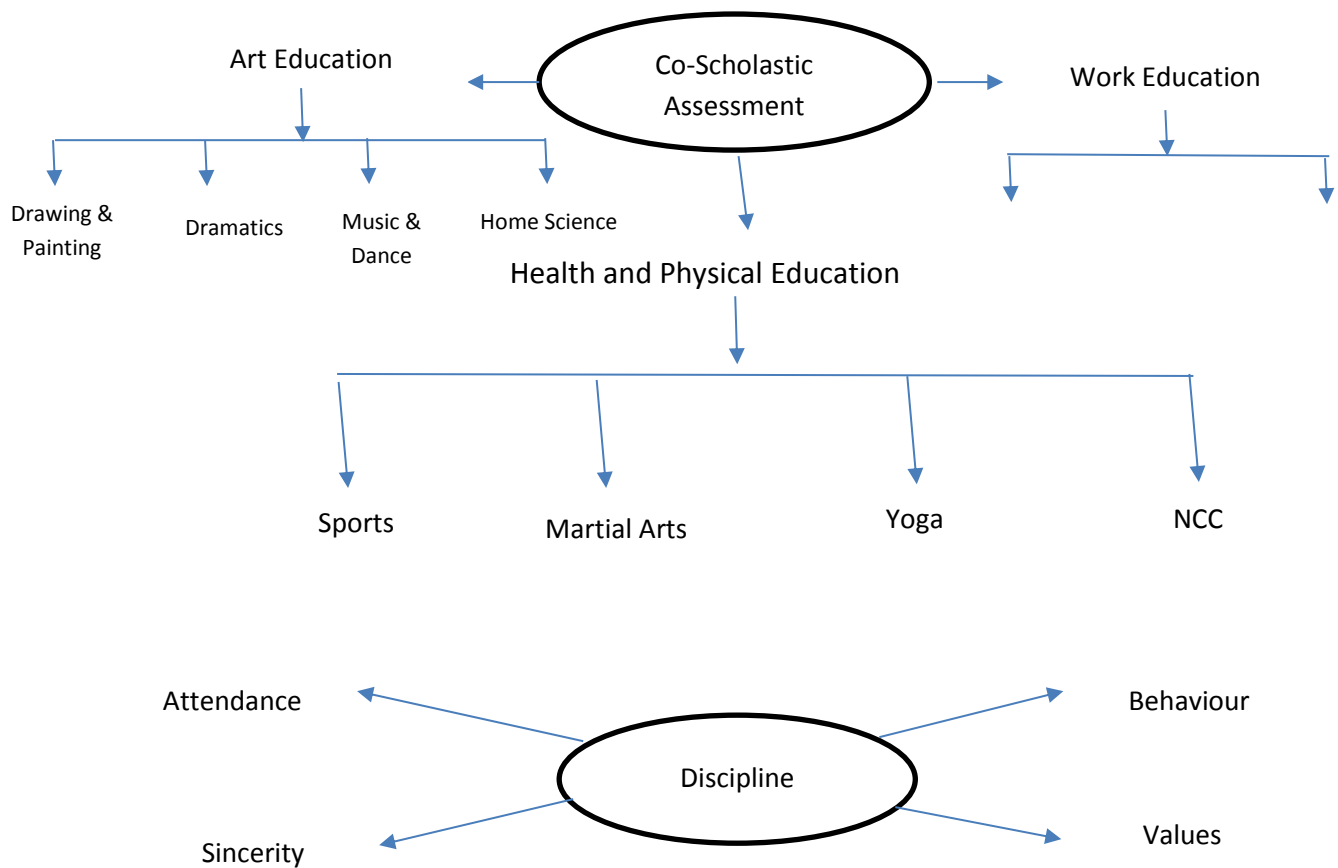 Co-Scholastic
Assessment
Art Education
Work Education
Drawing &
Painting
Dramatics
Music &
Dance
Home Science
Health and Physical Education
Sports
Martial Arts
Yoga
NCC
Attendance
Behaviour
Discipline
Sincerity
Values